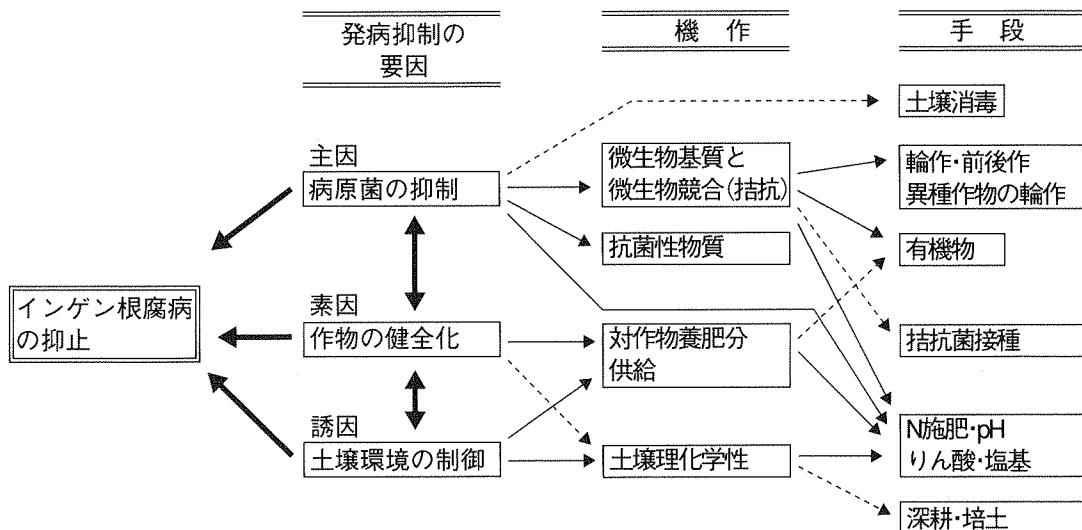 発病抑制の
要因
機 作
手 段
土壌消毒
主因
病原菌の抑制
微生物基質と
微生物競合(拮抗)
輪作・前後作
異種作物の輪作
抗菌性物質
有機物
インゲン根腐病
の抑止
素因
作物の健全化
対作物養肥分
供給
拮抗菌接種
誘因
土壌環境の制御
土壌理化学性
N施肥・pH
りん酸・塩基
深耕・培土